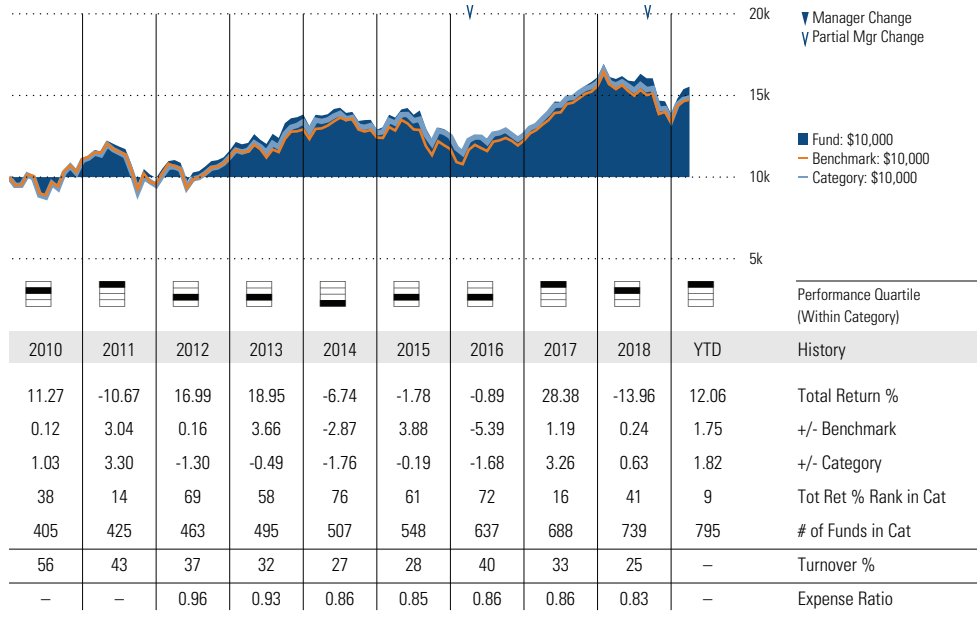 20k
▼ Manager Change
Partial Mgr Change
15k
Fund: $10,000
Benchmark: $10,000
Category: $10,000
10k
5k
Performance Quartile
(Within Category)
2010 2011 2012 2013 2014 2015 2016 2017 2018 YTD History
11.27 -10.67 16.99 18.95 -6.74 -1.78 -0.89 28.38 -13.96 12.06 Total Return %
0.12 3.04 0.16 3.66 -2.87 3.88 -5.39 1.19 0.24 1.75 +/- Benchmark
1.03 3.30 -1.30 -0.49 -1.76 -0.19 -1.68 3.26 0.63 1.82 +/- Category
38 14 69 58 76 61 72 16 41 9 Tot Ret % Rank in Cat
405 425 463 495 507 548 637 688 739 795 # of Funds in Cat
56 43 37 32 27 28 40 33 25 – Turnover %
– – 0.96 0.93 0.86 0.85 0.86 0.86 0.83 – Expense Ratio